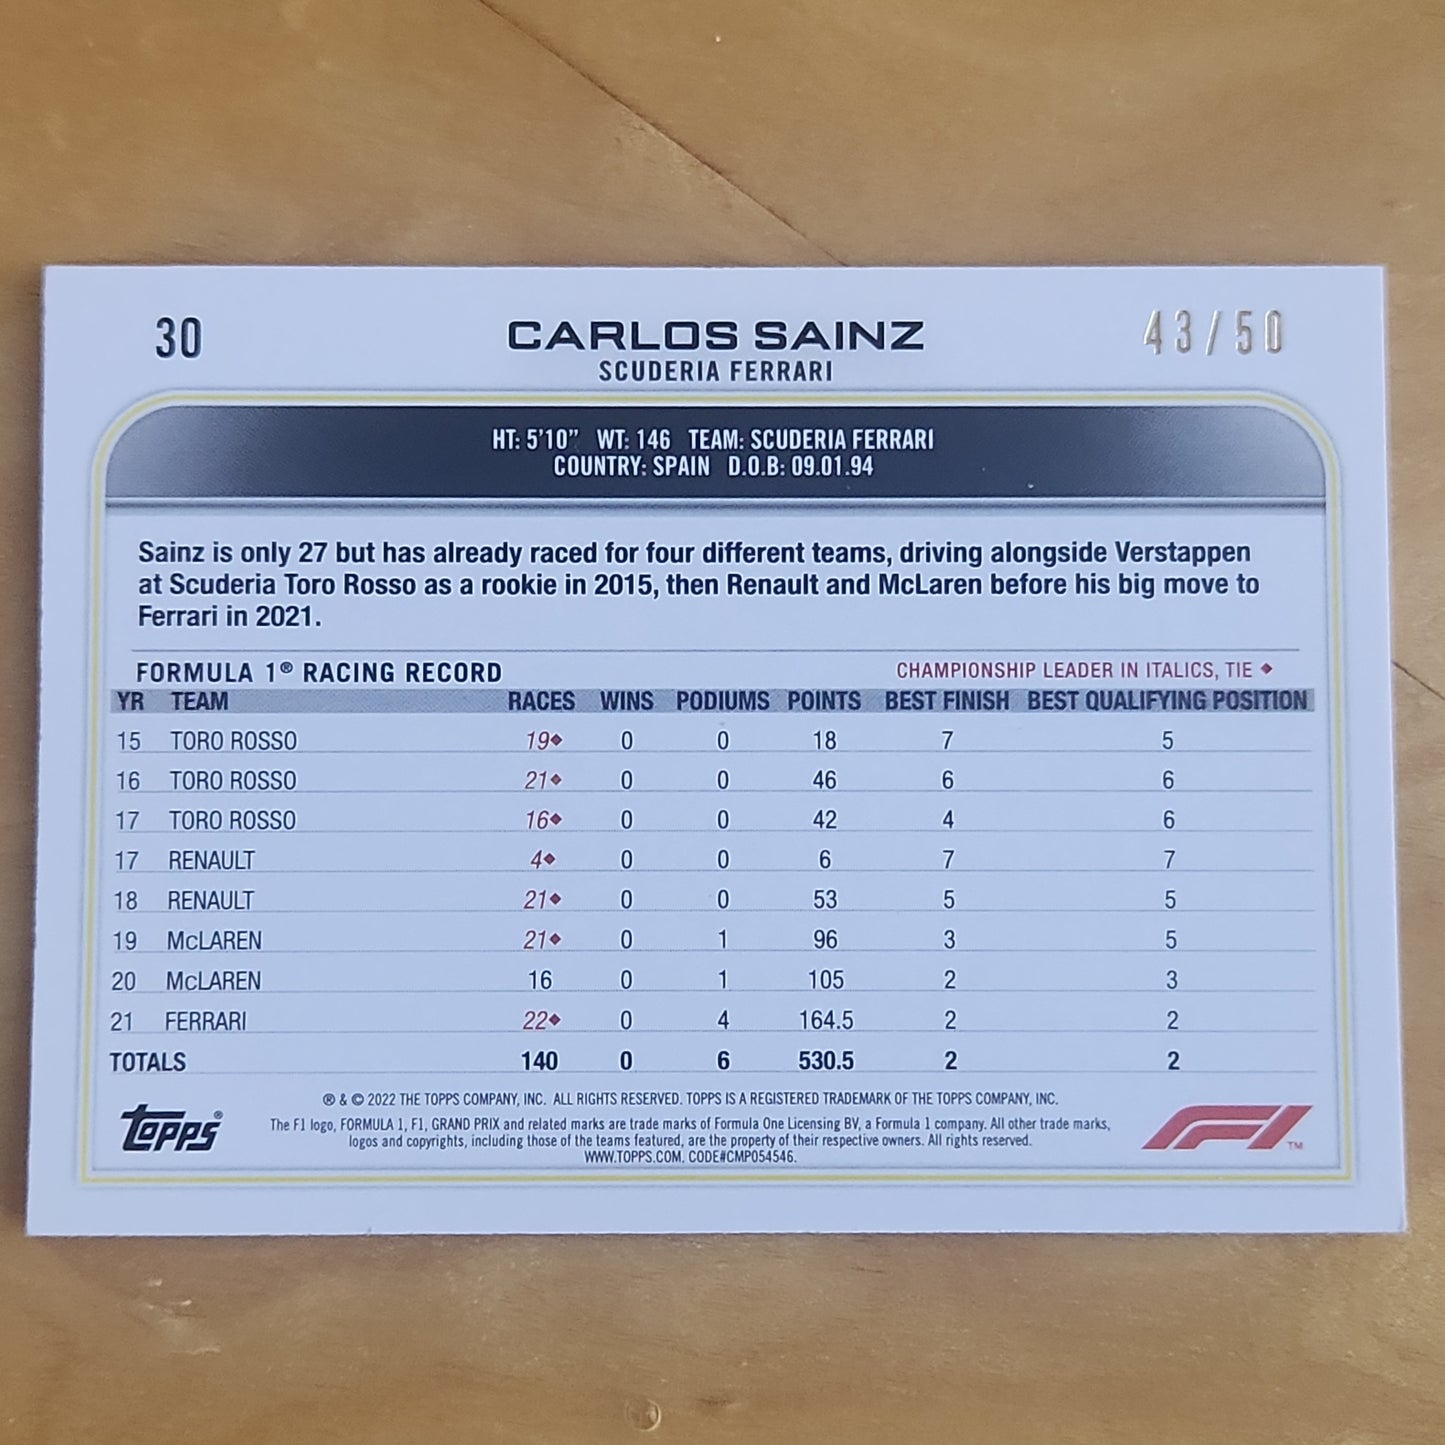 30 CARLOS SAINZ 43/50
SCUDERIA FERRARI
HT: 5'10" WT: 146 TEAM: SCUDERIA FERRARI
COUNTRY: SPAIN D.O.B: 09.01.94
Sainz is only 27 but has already raced for four different teams, driving alongside Verstappen
at Scuderia Toro Rosso as a rookie in 2015, then Renault and McLaren before his big move to
Ferrari in 2021.
FORMULA 1® RACING RECORD CHAMPIONSHIP LEADER IN ITALICS, TIE ♦
YR TEAM RACES WINS PODIUMS POINTS BEST FINISH BEST QUALIFYING POSITION
15 TORO ROSSO 19♦ 0 0 18 7 5
16 TORO ROSSO 21♦ 0 0 46 6 6
17 TORO ROSSO 16♦ 0 0 42 4 6
17 RENAULT 4♦ 0 0 6 7 7
18 RENAULT 21♦ 0 0 53 5 5
19 McLAREN 21♦ 0 1 96 3 5
20 McLAREN 16 0 1 105 2 3
21 FERRARI 22♦ 0 4 164.5 2 2
TOTALS 140 0 6 530.5 2 2
® & © 2022 THE TOPPS COMPANY, INC. ALL RIGHTS RESERVED. TOPPS IS A REGISTERED TRADEMARK OF THE TOPPS COMPANY, INC.
The F1 logo, FORMULA 1, F1, GRAND PRIX and related marks are trade marks of Formula One Licensing BV, a Formula 1 company. All other trade marks,
logos and copyrights, including those of the teams featured, are the property of their respective owners. All rights reserved.
WWW.TOPPS.COM. CODE#CMP054546.
Topps®
F1™